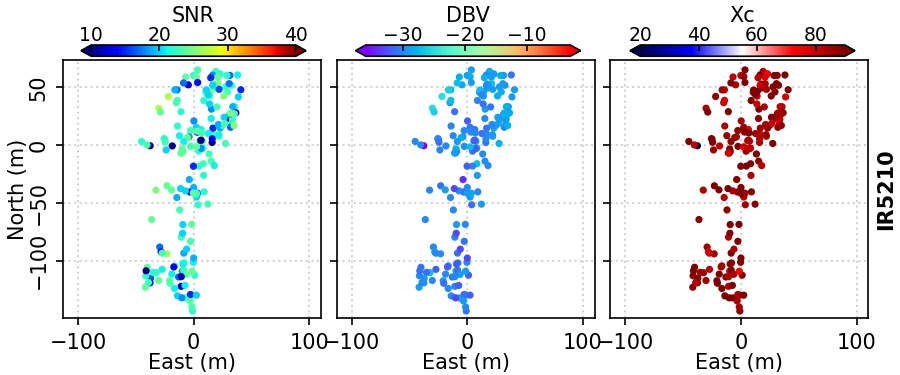 SNR DBV Xc
10 20 30 40 −30 −20 −10 20 40 60 80
50
0
−50
−100
North (m)
IR5210
−100 0 100 −100 0 100 −100 0 100
East (m) East (m) East (m)